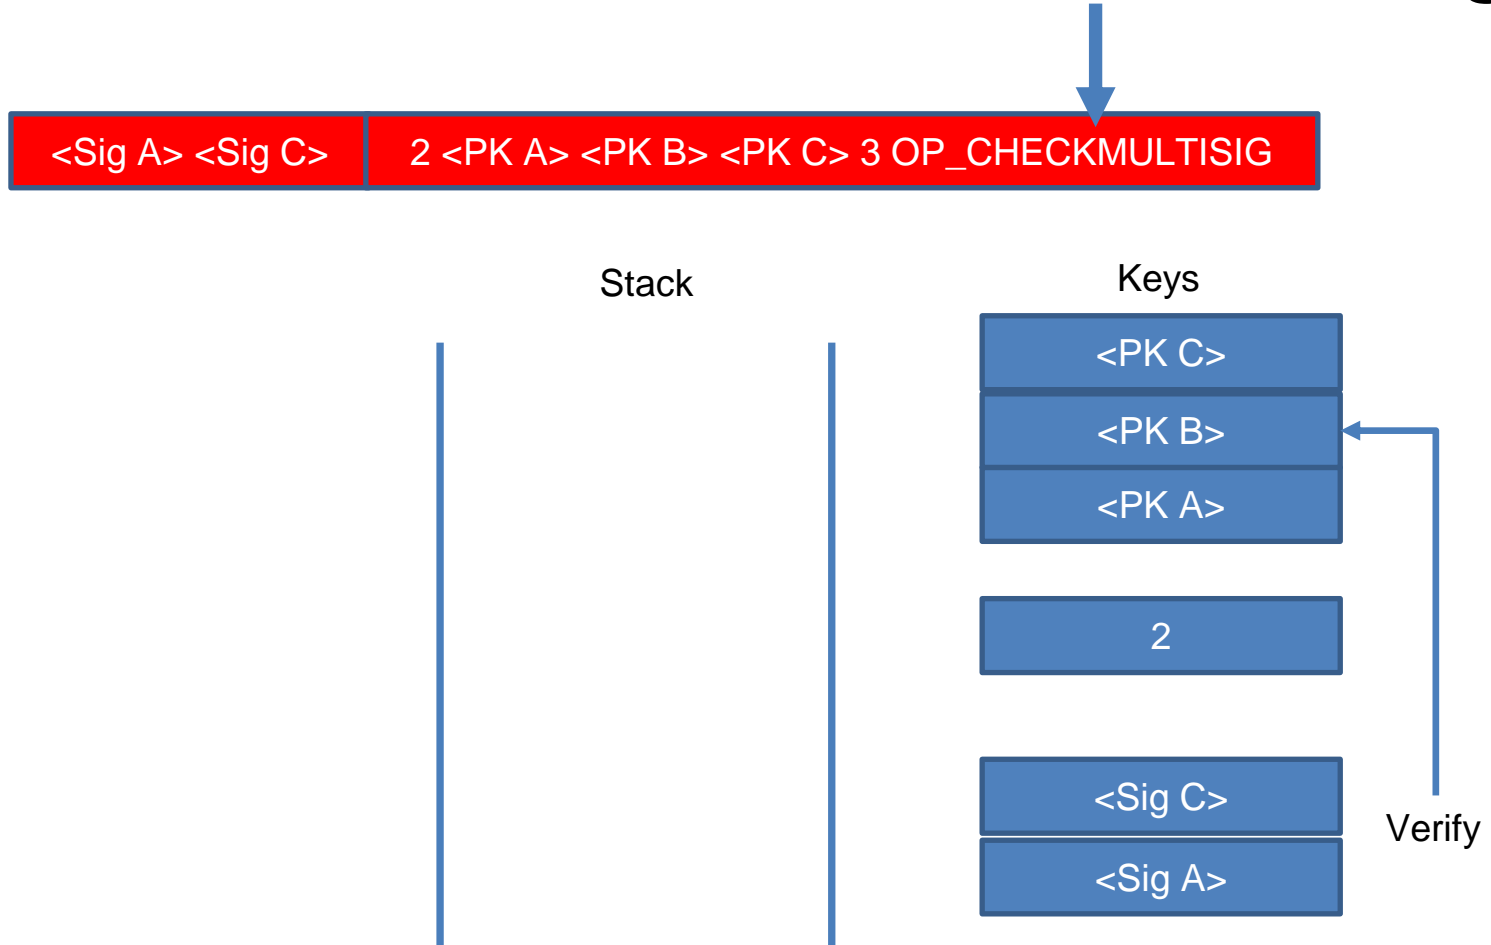 <Sig A> <Sig C> 2 <PK A> <PK B> <PK C> 3 OP_CHECKMULTISIG
Stack
Keys
<PK C>
<PK B>
<PK A>
2
<Sig C>
Verify
<Sig A>